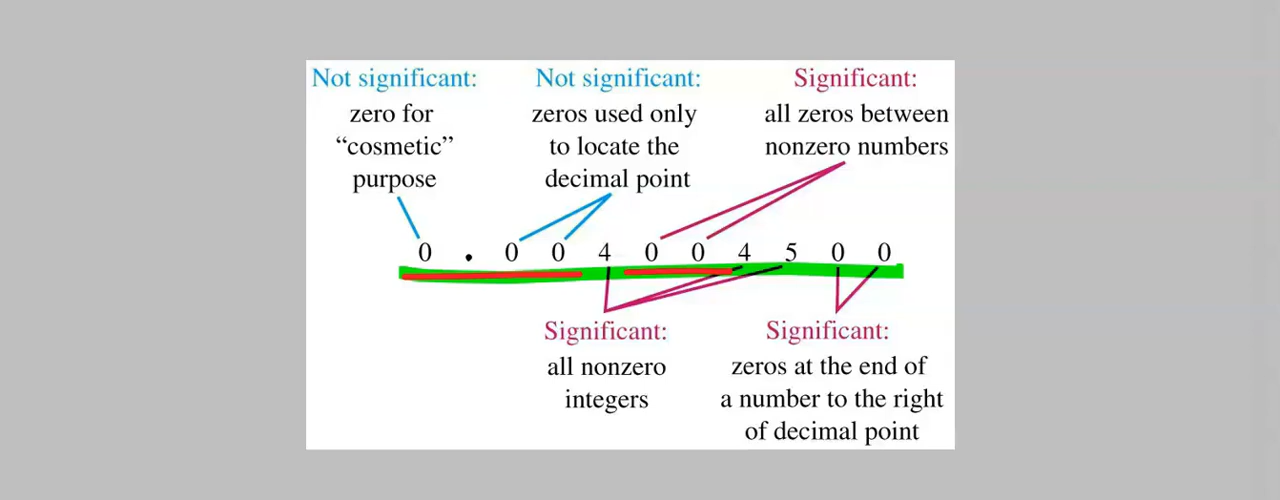 Not significant:
zero for
“cosmetic”
purpose
Not significant:
zeros used only
to locate the
decimal point
Significant:
all zeros between
nonzero numbers
0 . 0 0 4 0 0 4 5 0 0
Significant:
all nonzero
integers
Significant:
zeros at the end of
a number to the right
of decimal point